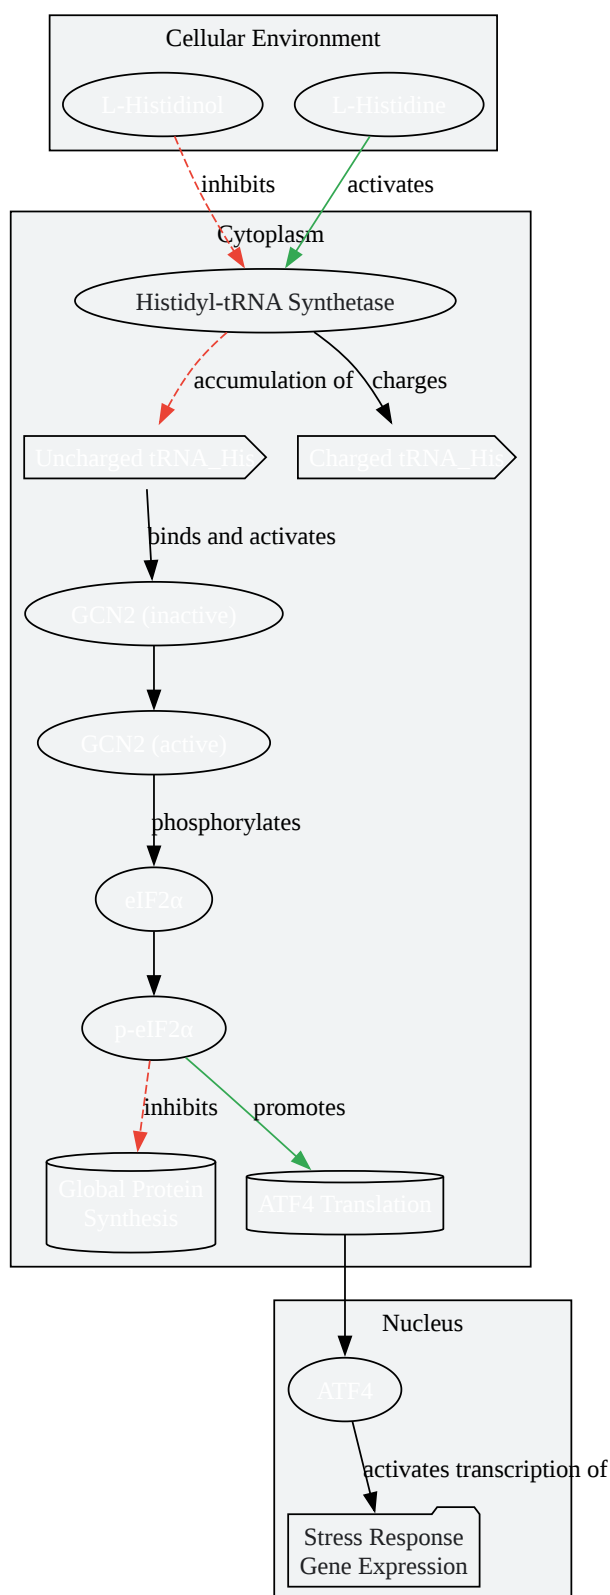 Cellular Environment
L-Histidinol
L-Histidine
inhibits
activates
Cytoplasm
Histidyl-tRNA Synthetase
accumulation of
charges
Uncharged tRNA_His
Charged tRNA_His
binds and activates
GCN2 (inactive)
GCN2 (active)
phosphorylates
eIF2α
p-eIF2α
inhibits
promotes
Global Protein
Synthesis
ATF4 Translation
Nucleus
ATF4
activates transcription of
Stress Response
Gene Expression